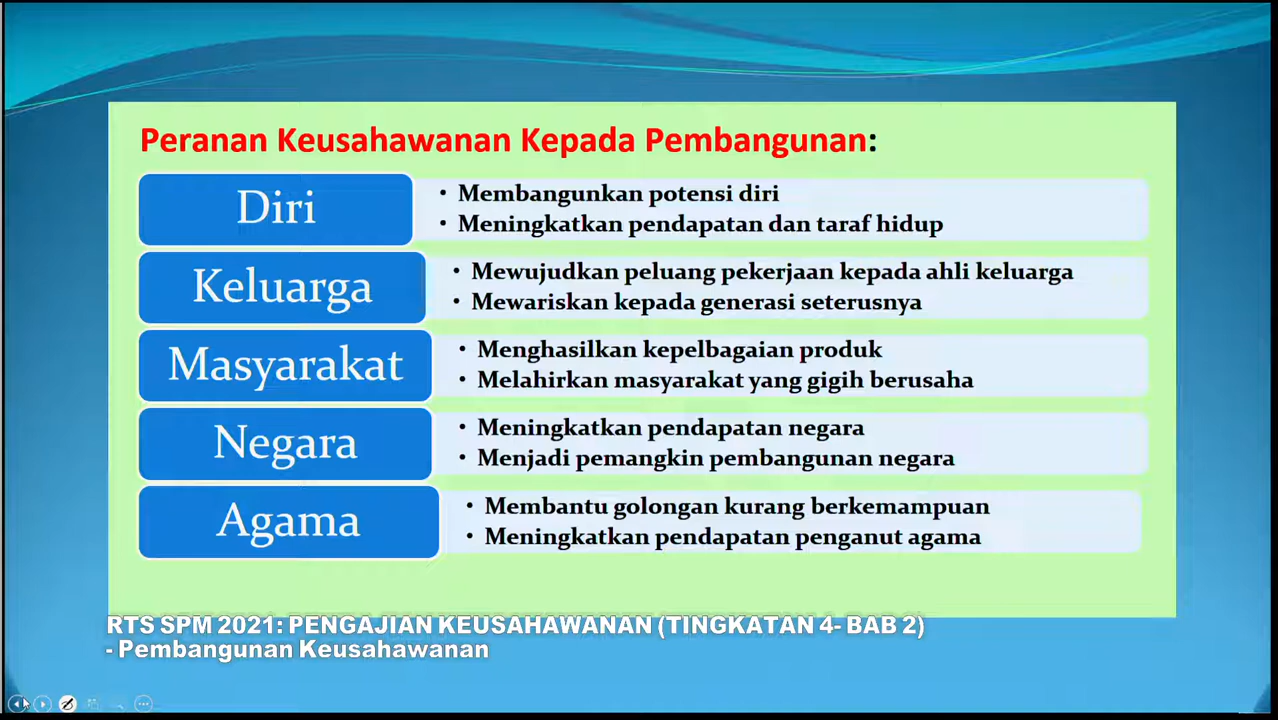 Peranan Keusahawanan Kepada Pembangunan:
Diri
• Membangunkan potensi diri
• Meningkatkan pendapatan dan taraf hidup
Keluarga
• Mewujudkan peluang pekerjaan kepada ahli keluarga
• Mewariskan kepada generasi seterusnya
Masyarakat
• Menghasilkan kepelbagaian produk
• Melahirkan masyarakat yang gigih berusaha
Negara
• Meningkatkan pendapatan negara
• Menjadi pemangkin pembangunan negara
Agama
• Membantu golongan kurang berkemampuan
• Meningkatkan pendapatan penganut agama
RTS SPM 2021: PENGAJIAN KEUSAHAWANAN (TINGKATAN 4- BAB 2)
- Pembangunan Keusahawanan